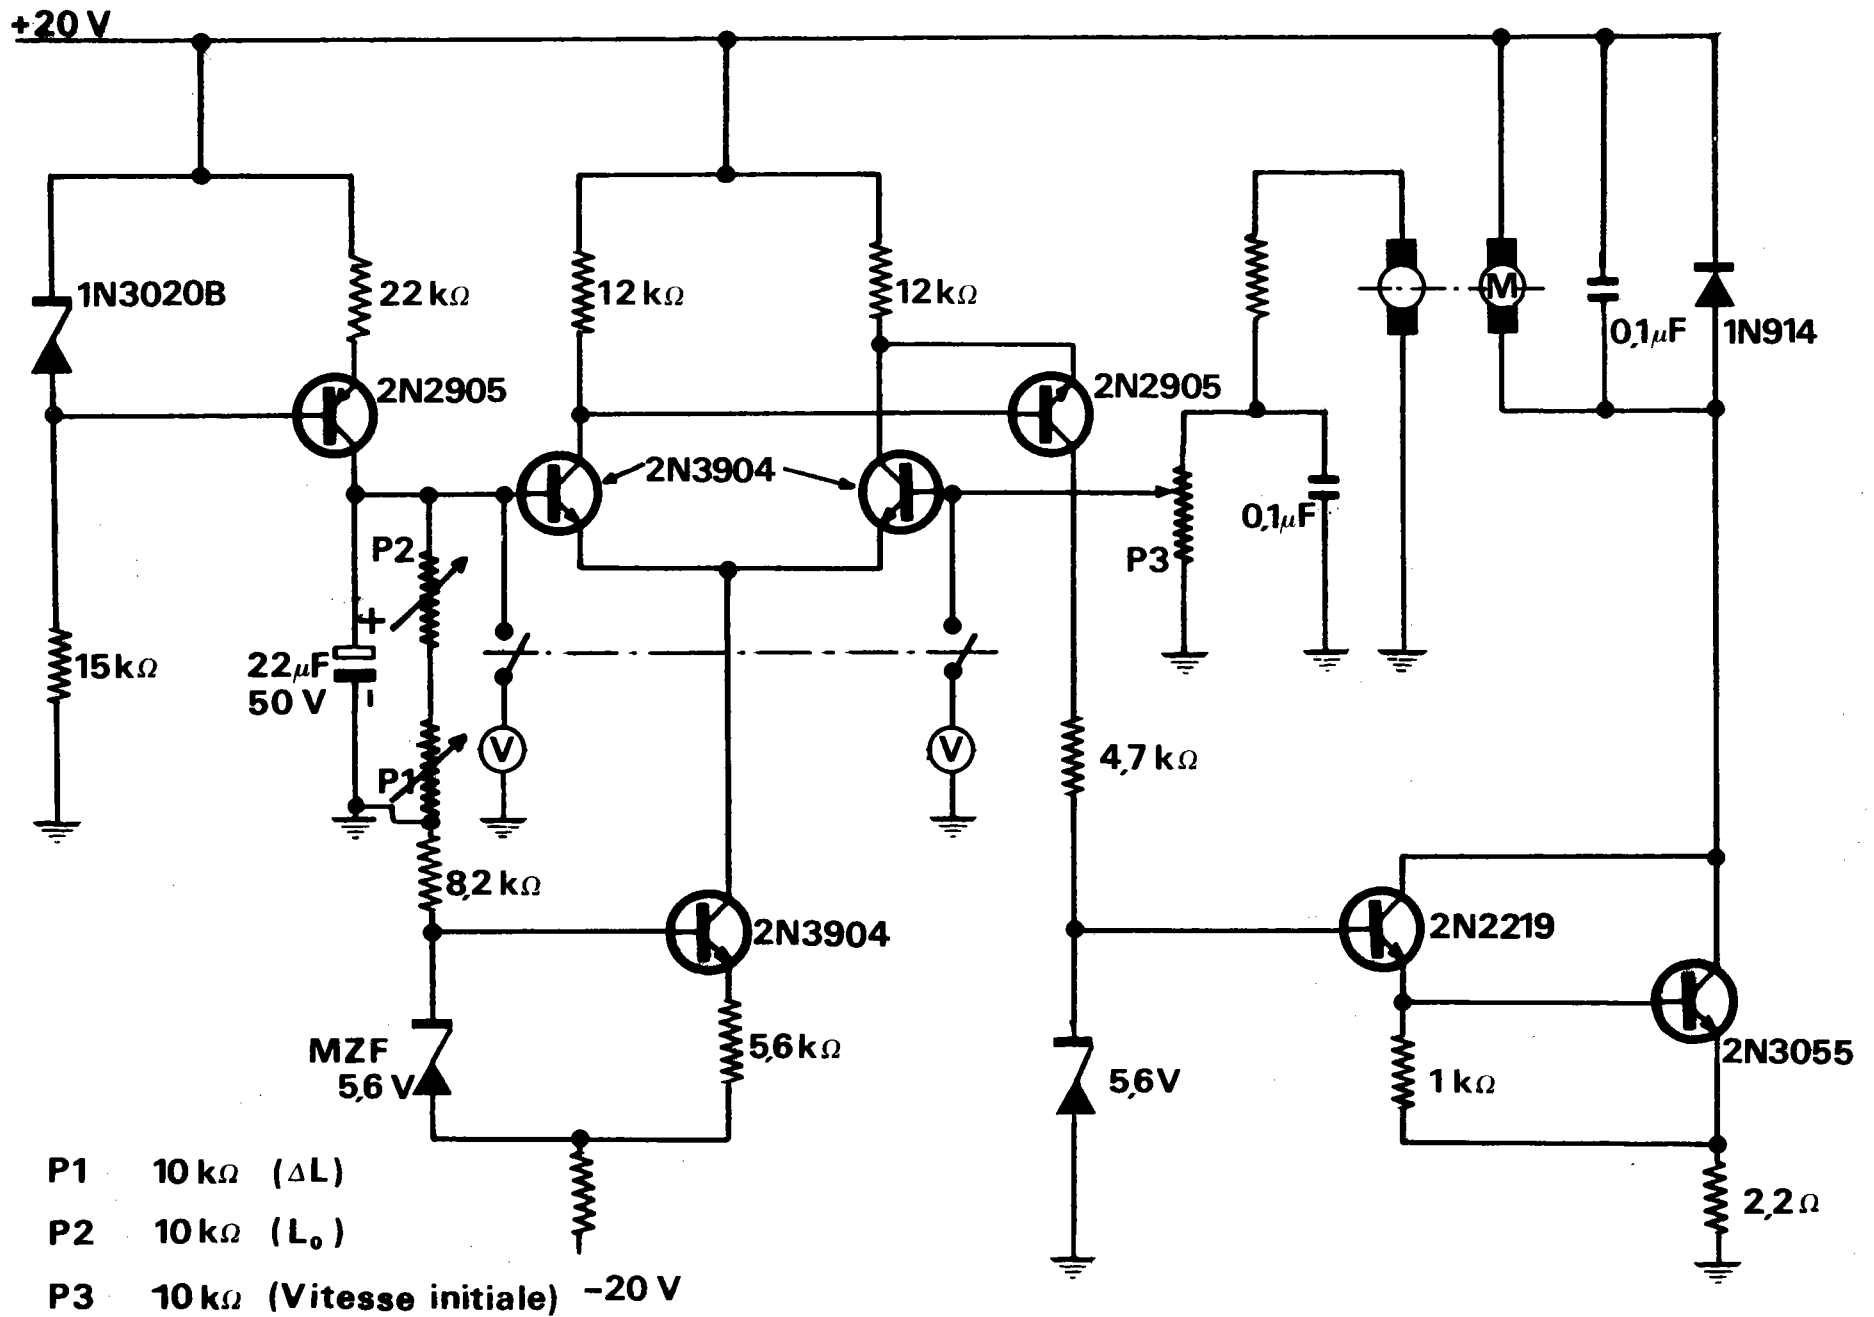 +20 V
1N3020B
22 kΩ
12 kΩ
12 kΩ
M
0,1µF
1N914
2N2905
2N2905
2N3904
P2
0,1µF
P3
+
22µF
50 V
-
15 kΩ
P1
V
V
4,7 kΩ
8,2 kΩ
2N3904
2N2219
2N3055
MZF
5,6 V
5,6 kΩ
5,6V
1 kΩ
2,2 Ω
P1 10 kΩ (ΔL)
P2 10 kΩ (L₀)
P3 10 kΩ (Vitesse initiale)
-20 V